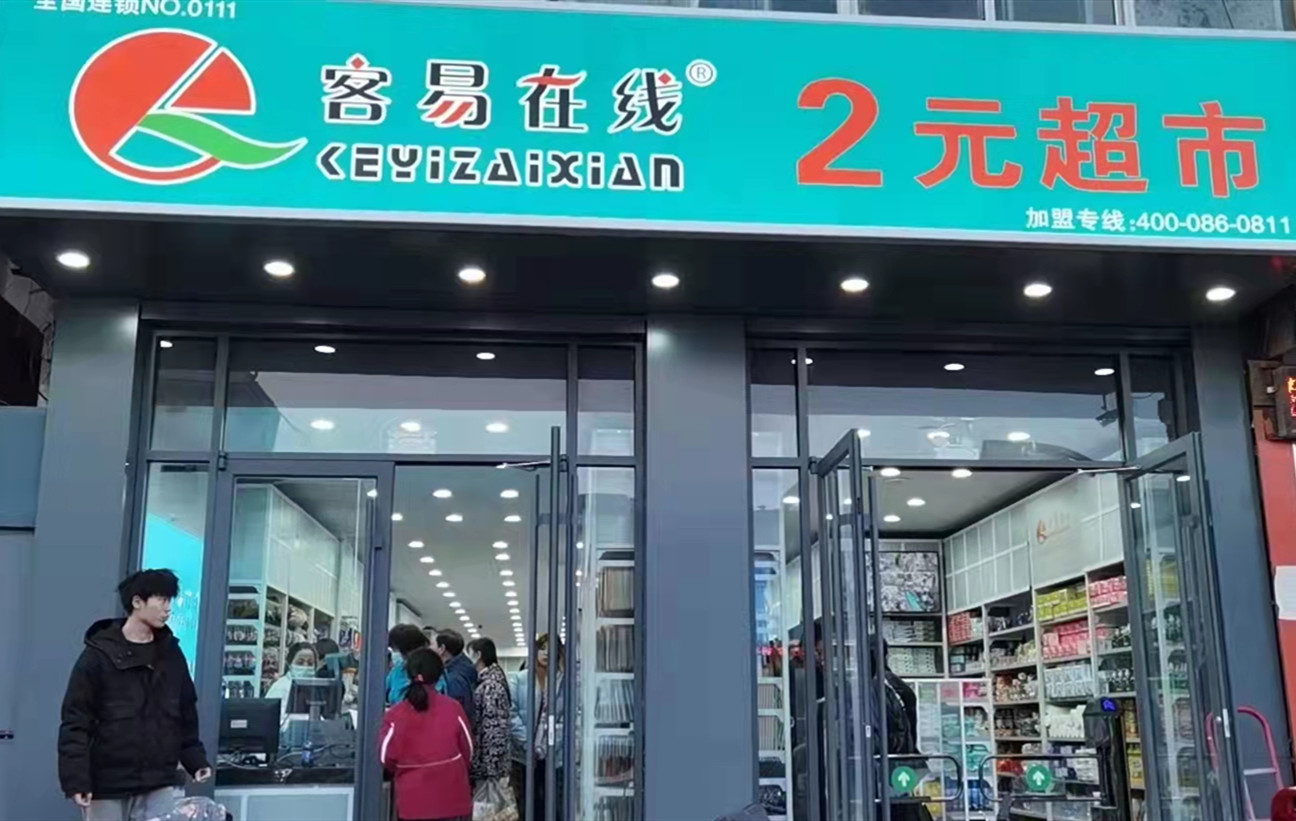 全国连锁NO.0111
客易在线®
KEYIZAIXIAN
2元超市
加盟专线:400-086-0811